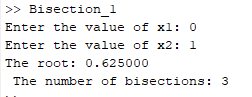 >> Bisection_1
Enter the value of x1: 0
Enter the value of x2: 1
The root: 0.625000
The number of bisections: 3